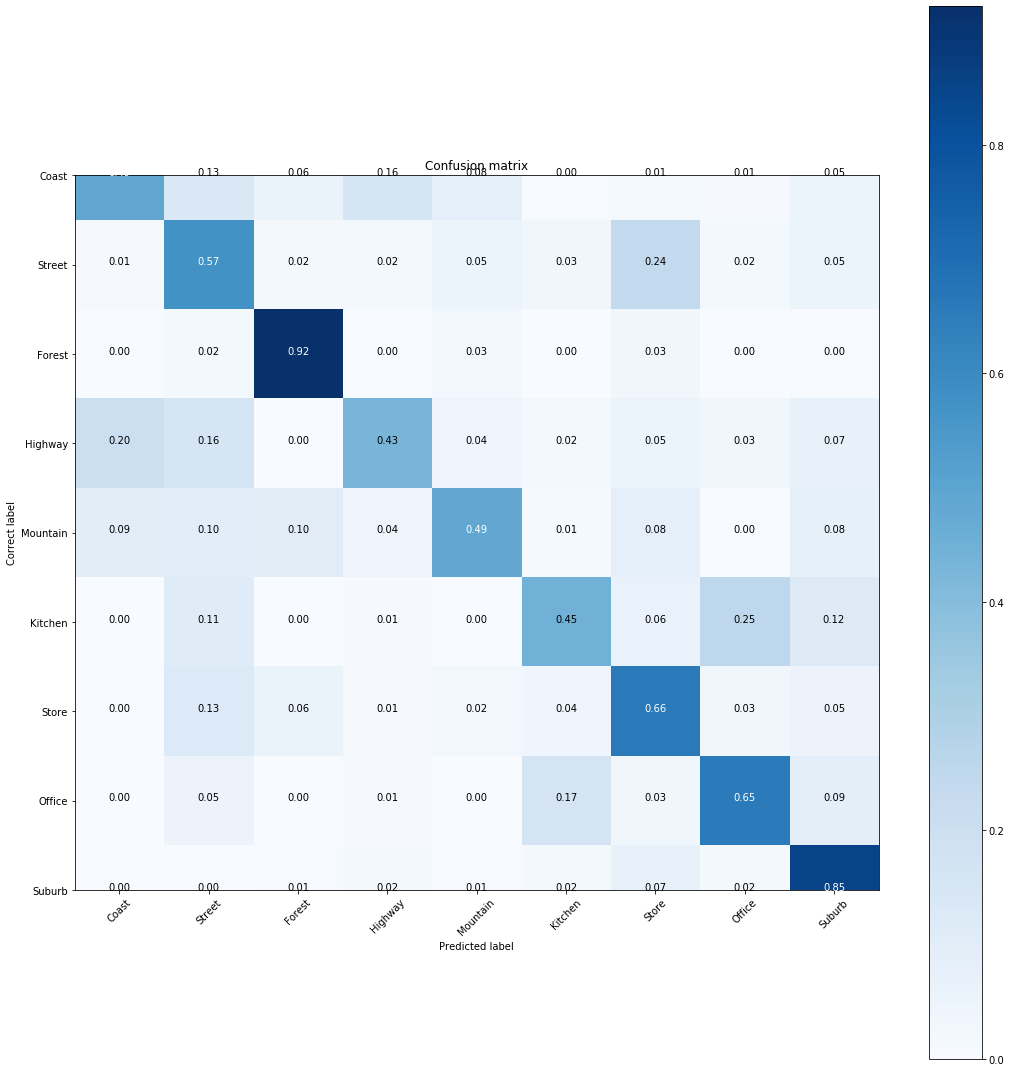 Confusion matrix
Coast 0.13 0.06 0.16 0.08 0.00 0.01 0.01 0.05
Street 0.01 0.57 0.02 0.02 0.05 0.03 0.24 0.02 0.05
Forest 0.00 0.02 0.92 0.00 0.03 0.00 0.03 0.00 0.00
Highway 0.20 0.16 0.00 0.43 0.04 0.02 0.05 0.03 0.07
Mountain 0.09 0.10 0.10 0.04 0.49 0.01 0.08 0.00 0.08
Kitchen 0.00 0.11 0.00 0.01 0.00 0.45 0.06 0.25 0.12
Store 0.00 0.13 0.06 0.01 0.02 0.04 0.66 0.03 0.05
Office 0.00 0.05 0.00 0.01 0.00 0.17 0.03 0.65 0.09
Suburb 0.00 0.00 0.01 0.02 0.01 0.02 0.07 0.02 0.85
Coast Street Forest Highway Mountain Kitchen Store Office Suburb
Predicted label
Correct label
0.8
0.6
0.4
0.2
0.0